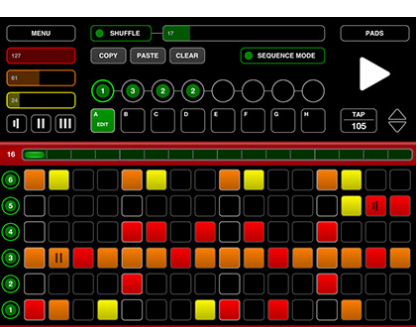 MENU
SHUFFLE
17
PADS
127
COPY
PASTE
CLEAR
SEQUENCE MODE
61
34
1
3
2
2
A
EDIT
B
C
D
E
F
G
H
TAP
105
16
6
5
4
3
2
1